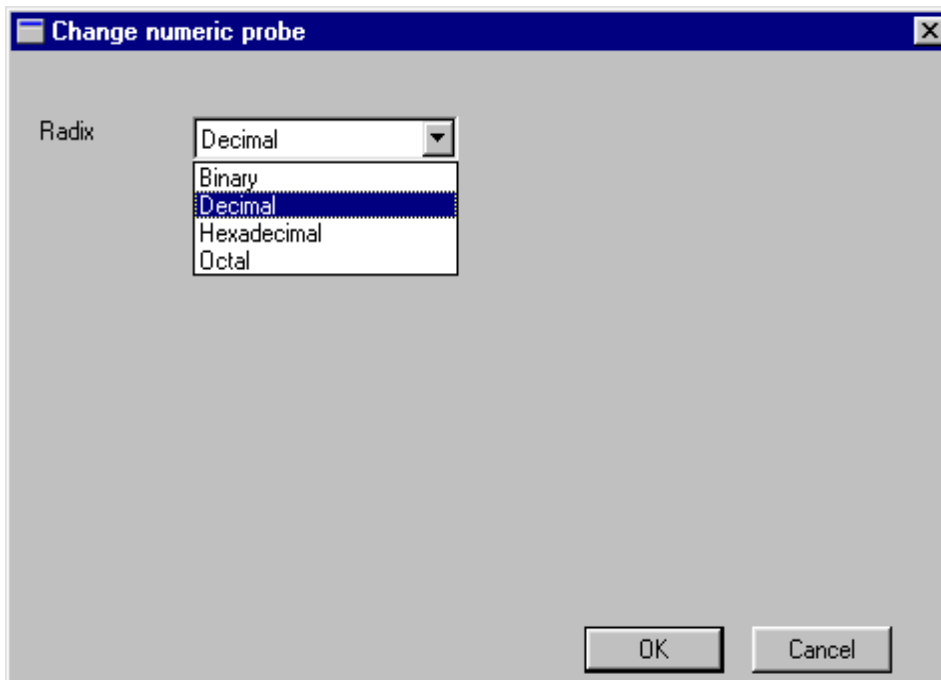 Change numeric probe
Radix
Decimal
Binary
Decimal
Hexadecimal
Octal
OK
Cancel